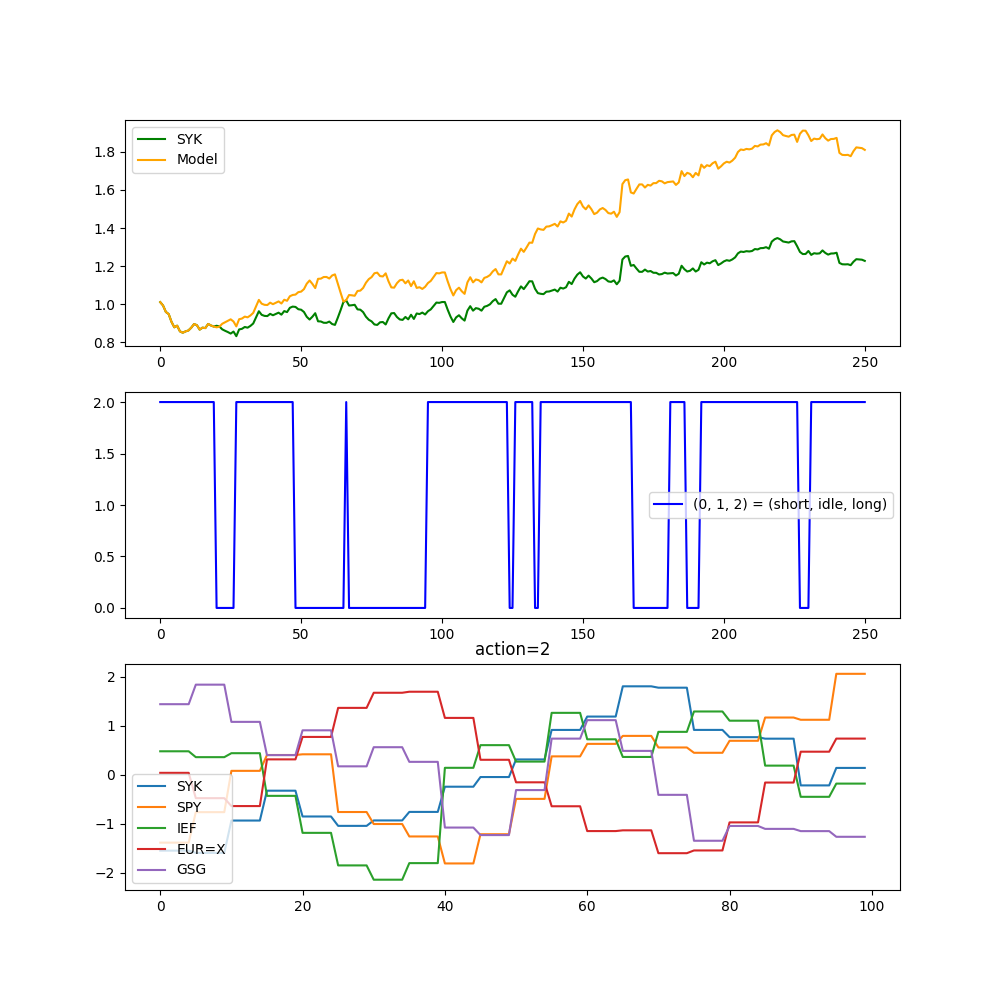 SYK
Model
1.8
1.6
1.4
1.2
1.0
0.8
0 50 100 150 200 250
2.0
1.5
1.0
0.5
0.0
(0, 1, 2) = (short, idle, long)
0 50 100 150 200 250
action=2
2
1
0
−1
−2
SYK
SPY
IEF
EUR=X
GSG
0 20 40 60 80 100